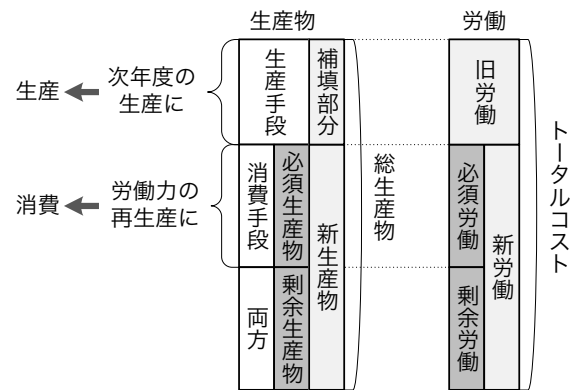 生産物
労働
生産
次年度の
生産に
生産手段
補填部分
旧労働
消費
労働力の
再生産に
消費手段
必須生産物
新生産物
総生産物
必須労働
新労働
トータルコスト
両方
剰余生産物
剰余労働